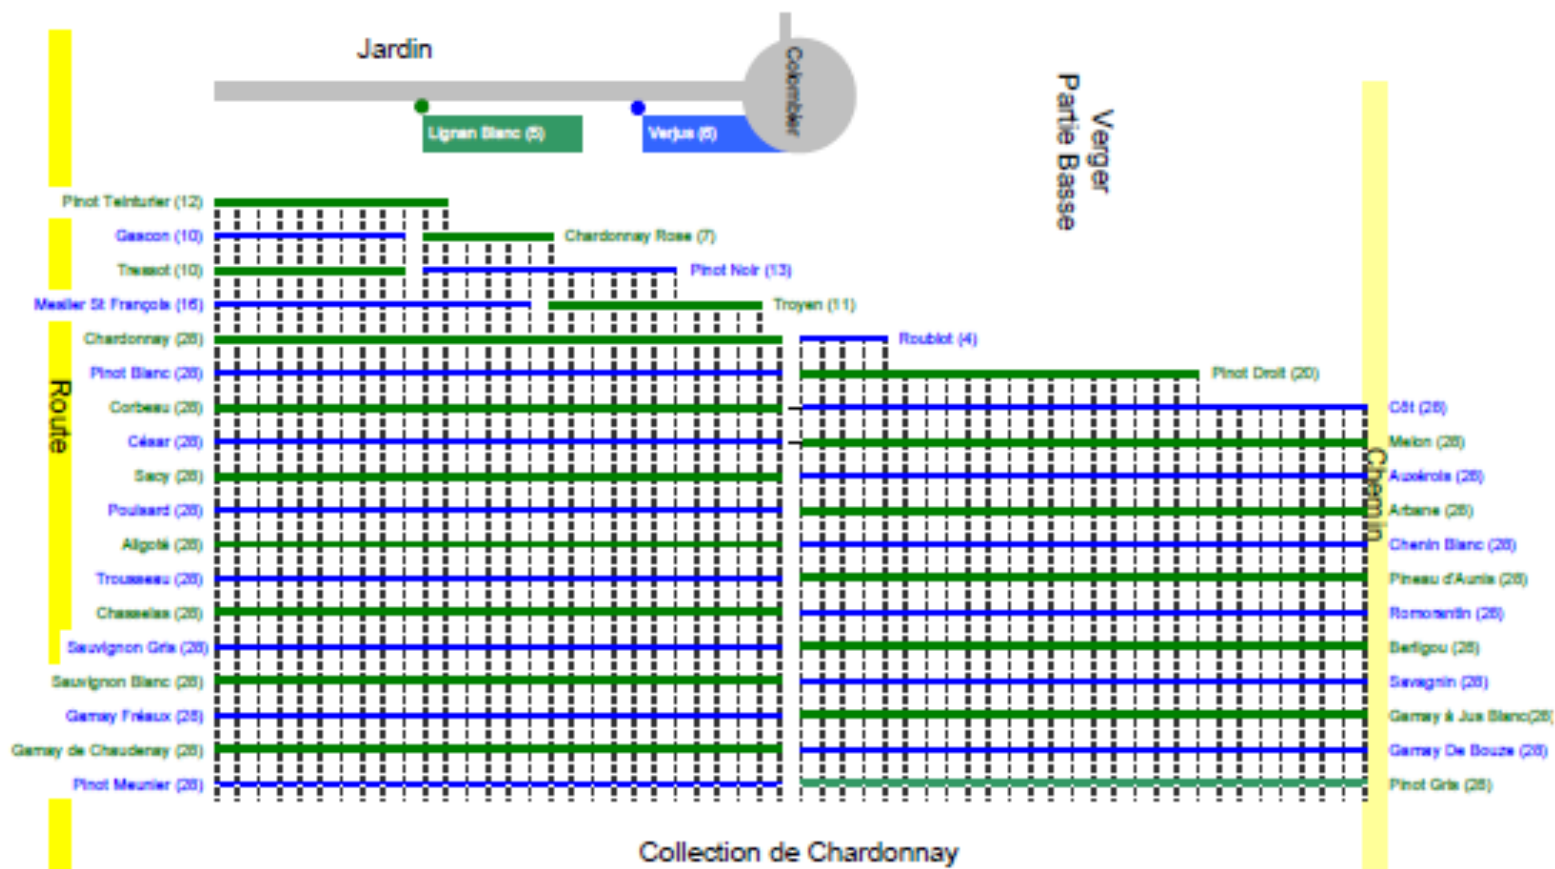 Jardin
Colombier
Verger
Partie Basse
Lignan Blanc (5)
Verjus (6)
Pinot Teinturier (12)
Gascon (10)
Chardonnay Rose (7)
Tressot (10)
Pinot Noir (13)
Meslier St François (16)
Troyen (11)
Chardonnay (28)
Roublot (4)
Pinot Blanc (28)
Pinot Droit (20)
Route
Corbeau (28)
Côt (28)
César (28)
Melon (28)
Chemin
Sacy (28)
Auxérois (28)
Poulsard (28)
Arbane (28)
Aligoté (28)
Chenin Blanc (28)
Trousseau (28)
Pineau d'Aunis (28)
Chasselas (28)
Romorantin (28)
Sauvignon Gris (28)
Bertigou (28)
Sauvignon Blanc (28)
Savagnin (28)
Gamay Fréaux (28)
Gamay à Jus Blanc(28)
Gamay de Chaudenay (28)
Gamay De Bouze (28)
Pinot Meunier (28)
Pinot Gris (28)
Collection de Chardonnay